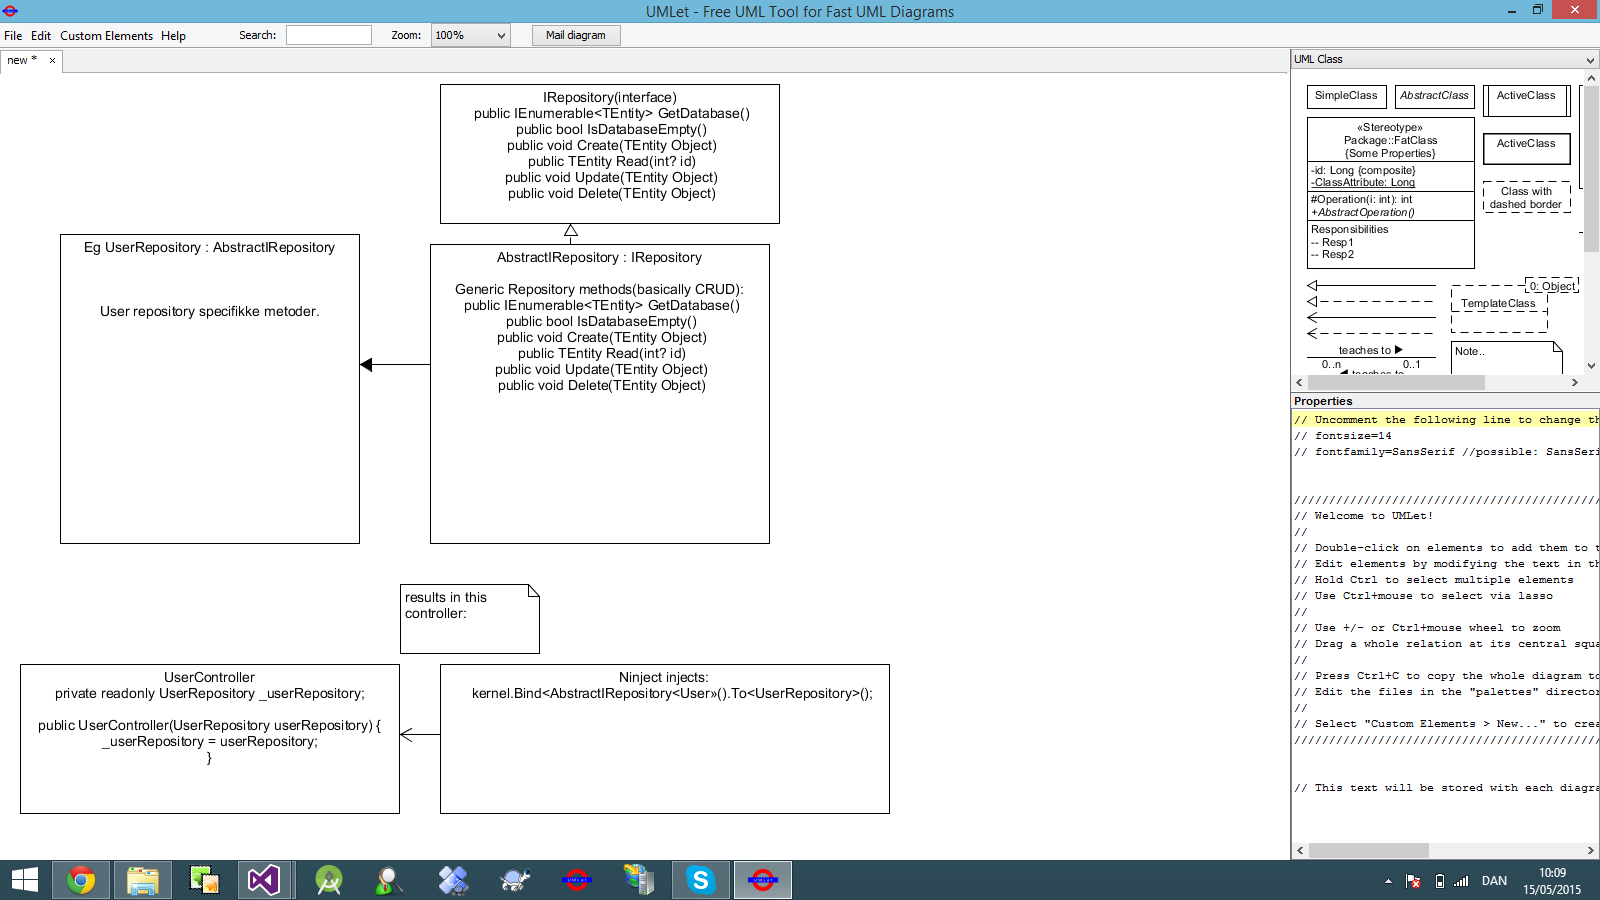 UMLet - Free UML Tool for Fast UML Diagrams
File Edit Custom Elements Help Search: Zoom: 100% Mail diagram
new *
IRepository(interface)
public IEnumerable<TEntity> GetDatabase()
public bool IsDatabaseEmpty()
public void Create(TEntity Object)
public TEntity Read(int? id)
public void Update(TEntity Object)
public void Delete(TEntity Object)
Eg UserRepository : AbstractIRepository
User repository specifikke metoder.
AbstractIRepository : IRepository
Generic Repository methods(basically CRUD):
public IEnumerable<TEntity> GetDatabase()
public bool IsDatabaseEmpty()
public void Create(TEntity Object)
public TEntity Read(int? id)
public void Update(TEntity Object)
public void Delete(TEntity Object)
results in this
controller:
UserController
private readonly UserRepository _userRepository;
public UserController(UserRepository userRepository) {
_userRepository = userRepository;
}
Ninject injects:
kernel.Bind<AbstractIRepository<User»().To<UserRepository>();
UML Class
SimpleClass
AbstractClass
ActiveClass
«Stereotype»
Package::FatClass
{Some Properties}
-id: Long {composite}
-ClassAttribute: Long
#Operation(i: int): int
+AbstractOperation()
Responsibilities
-- Resp1
-- Resp2
ActiveClass
Class with
dashed border
0: Object
TemplateClass
teaches to
0..n 0..1
teaches to
Note..
Properties
// Uncomment the following line to change th
// fontsize=14
// fontfamily=SansSerif //possible: SansSeri
////////////////////////////////////////////
// Welcome to UMLet!
//
// Double-click on elements to add them to t
// Edit elements by modifying the text in th
// Hold Ctrl to select multiple elements
// Use Ctrl+mouse to select via lasso
//
// Use +/- or Ctrl+mouse wheel to zoom
// Drag a whole relation at its central squa
//
// Press Ctrl+C to copy the whole diagram to
// Edit the files in the "palettes" director
//
// Select "Custom Elements > New..." to crea
////////////////////////////////////////////
// This text will be stored with each diagra
UMLet
UMLet
DAN
10:09
15/05/2015